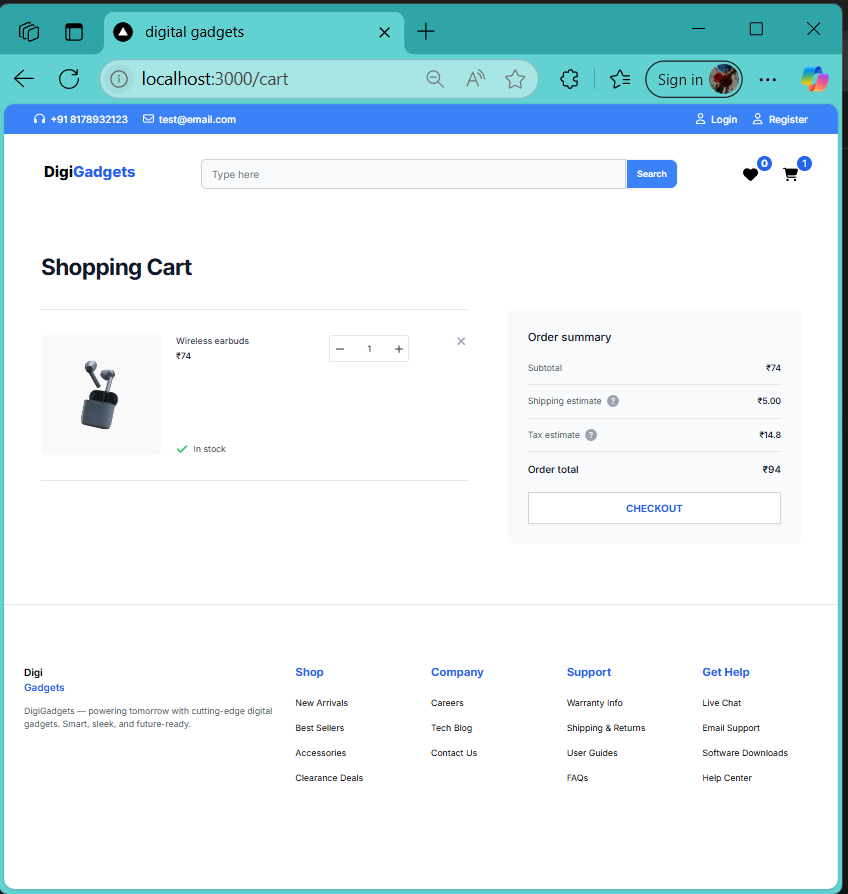 digital gadgets
localhost:3000/cart
Sign in
+91 8178932123 test@email.com Login Register
DigiGadgets Type here Search 0 1
Shopping Cart
Wireless earbuds
₹74
1
In stock
Order summary
Subtotal ₹74
Shipping estimate ? ₹5.00
Tax estimate ? ₹14.8
Order total ₹94
CHECKOUT
Digi
Gadgets
DigiGadgets — powering tomorrow with cutting-edge digital
gadgets. Smart, sleek, and future-ready.
Shop
New Arrivals
Best Sellers
Accessories
Clearance Deals
Company
Careers
Tech Blog
Contact Us
Support
Warranty Info
Shipping & Returns
User Guides
FAQs
Get Help
Live Chat
Email Support
Software Downloads
Help Center